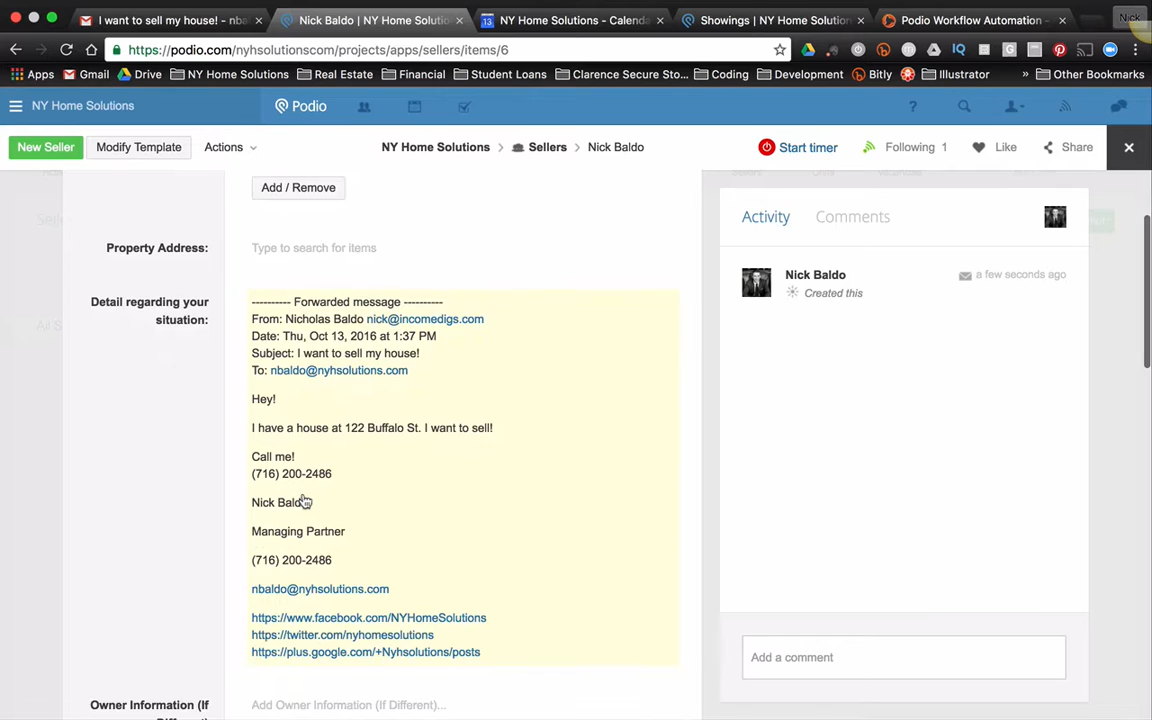 I want to sell my house! - nba
Nick Baldo | NY Home Solutio
NY Home Solutions - Calenda
Showings | NY Home Solution
Podio Workflow Automation -
Nick
https://podio.com/nyhsolutionscom/projects/apps/sellers/items/6
Apps Gmail Drive NY Home Solutions Real Estate Financial Student Loans Clarence Secure Sto... Coding Development Bitly Illustrator » Other Bookmarks
NY Home Solutions Podio ?
New Seller Modify Template Actions NY Home Solutions > Sellers > Nick Baldo Start timer Following 1 Like Share
Add / Remove
Activity Comments
Property Address: Type to search for items
Nick Baldo a few seconds ago
Created this
Detail regarding your
situation:
---------- Forwarded message ----------
From: Nicholas Baldo nick@incomedigs.com
Date: Thu, Oct 13, 2016 at 1:37 PM
Subject: I want to sell my house!
To: nbaldo@nyhsolutions.com
Hey!
I have a house at 122 Buffalo St. I want to sell!
Call me!
(716) 200-2486
Nick Baldo
Managing Partner
(716) 200-2486
nbaldo@nyhsolutions.com
https://www.facebook.com/NYHomeSolutions
https://twitter.com/nyhomesolutions
https://plus.google.com/+Nyhsolutions/posts
Add a comment
Owner Information (If Add Owner Information (If Different)...